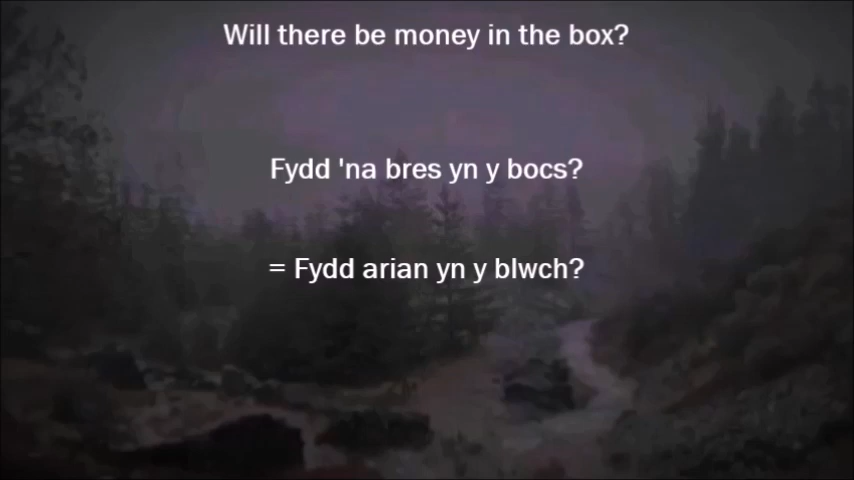 Will there be money in the box?
Fydd 'na bres yn y bocs?
= Fydd arian yn y blwch?